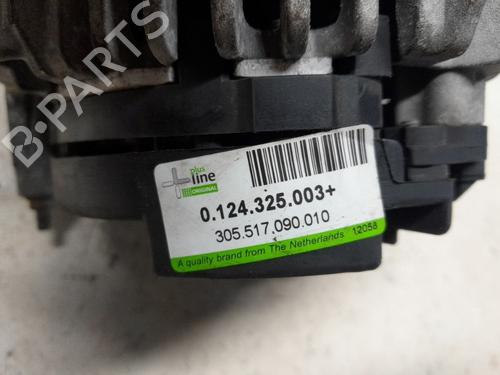 B-PARTS
plus
line
ORIGINAL
0.124.325.003+
305.517.090.010
A quality brand from The Netherlands 12058